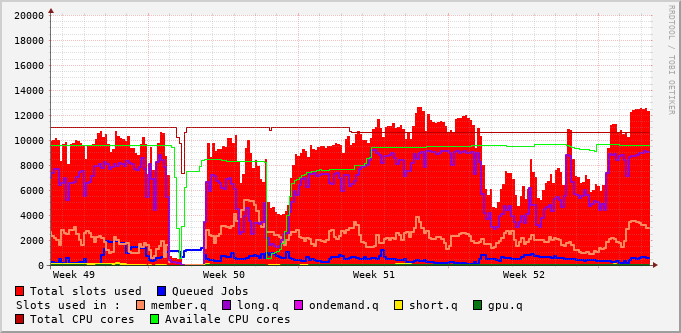 20000
18000
16000
14000
12000
10000
8000
6000
4000
2000
0
Week 49 Week 50 Week 51 Week 52
RRDTOOL / TOBI OETIKER
Total slots used Queued Jobs
Slots used in : member.q long.q ondemand.q short.q gpu.q
Total CPU cores Availale CPU cores